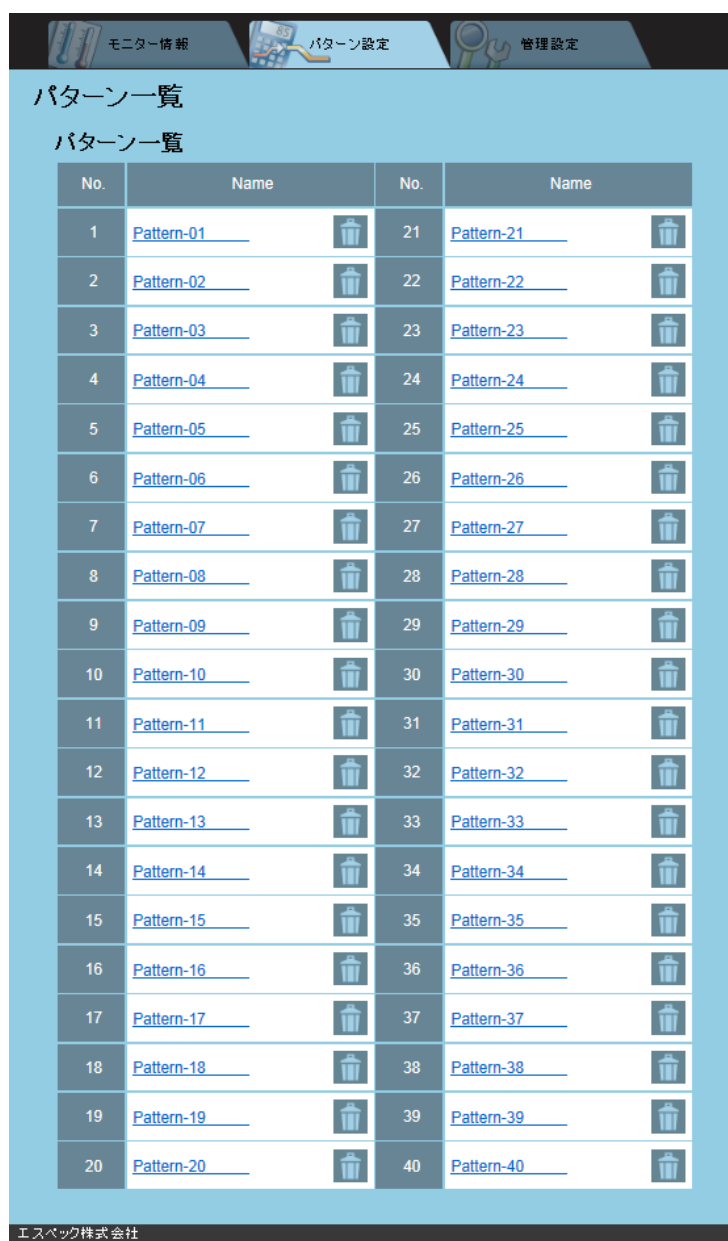 モニター情報 パターン設定 管理設定
パターン一覧
パターン一覧
No. Name No. Name
1 Pattern-01 21 Pattern-21
2 Pattern-02 22 Pattern-22
3 Pattern-03 23 Pattern-23
4 Pattern-04 24 Pattern-24
5 Pattern-05 25 Pattern-25
6 Pattern-06 26 Pattern-26
7 Pattern-07 27 Pattern-27
8 Pattern-08 28 Pattern-28
9 Pattern-09 29 Pattern-29
10 Pattern-10 30 Pattern-30
11 Pattern-11 31 Pattern-31
12 Pattern-12 32 Pattern-32
13 Pattern-13 33 Pattern-33
14 Pattern-14 34 Pattern-34
15 Pattern-15 35 Pattern-35
16 Pattern-16 36 Pattern-36
17 Pattern-17 37 Pattern-37
18 Pattern-18 38 Pattern-38
19 Pattern-19 39 Pattern-39
20 Pattern-20 40 Pattern-40
エスペック株式会社